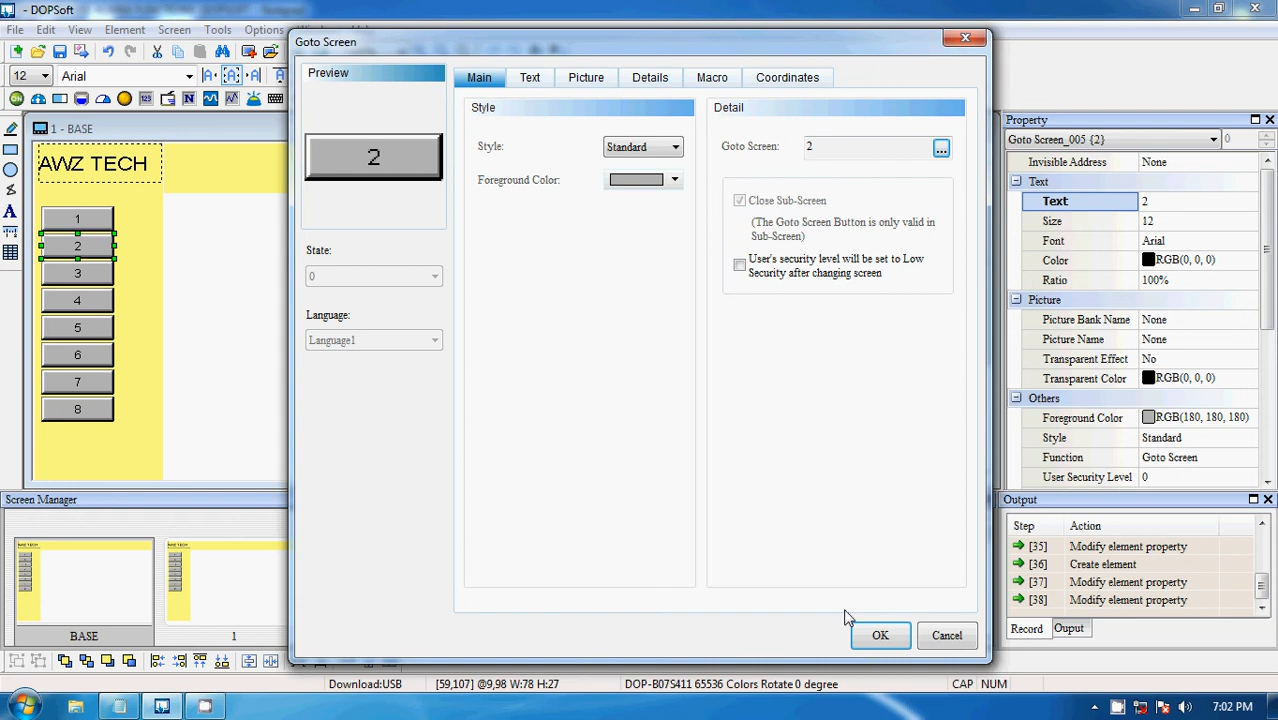 - DOPSoft
File Edit View Element Screen Tools Options
12 Arial
1 - BASE
AWZ TECH
1
2
3
4
5
6
7
8
Screen Manager
BASE
1
Goto Screen
Preview
2
State:
0
Language:
Language1
Main Text Picture Details Macro Coordinates
Style
Style: Standard
Foreground Color:
Detail
Goto Screen: 2 ...
Close Sub-Screen
(The Goto Screen Button is only valid in
Sub-Screen)
User's security level will be set to Low
Security after changing screen
OK Cancel
Property
Goto Screen_005 {2} 0
Invisible Address None
Text
Text 2
Size 12
Font Arial
Color RGB(0, 0, 0)
Ratio 100%
Picture
Picture Bank Name None
Picture Name None
Transparent Effect No
Transparent Color RGB(0, 0, 0)
Others
Foreground Color RGB(180, 180, 180)
Style Standard
Function Goto Screen
User Security Level 0
Output
Step Action
[35] Modify element property
[36] Create element
[37] Modify element property
[38] Modify element property
Record Ouput
Download:USB [59,107] @9,98 W:78 H:27 DOP-B07S411 65536 Colors Rotate 0 degree CAP NUM
7:02 PM